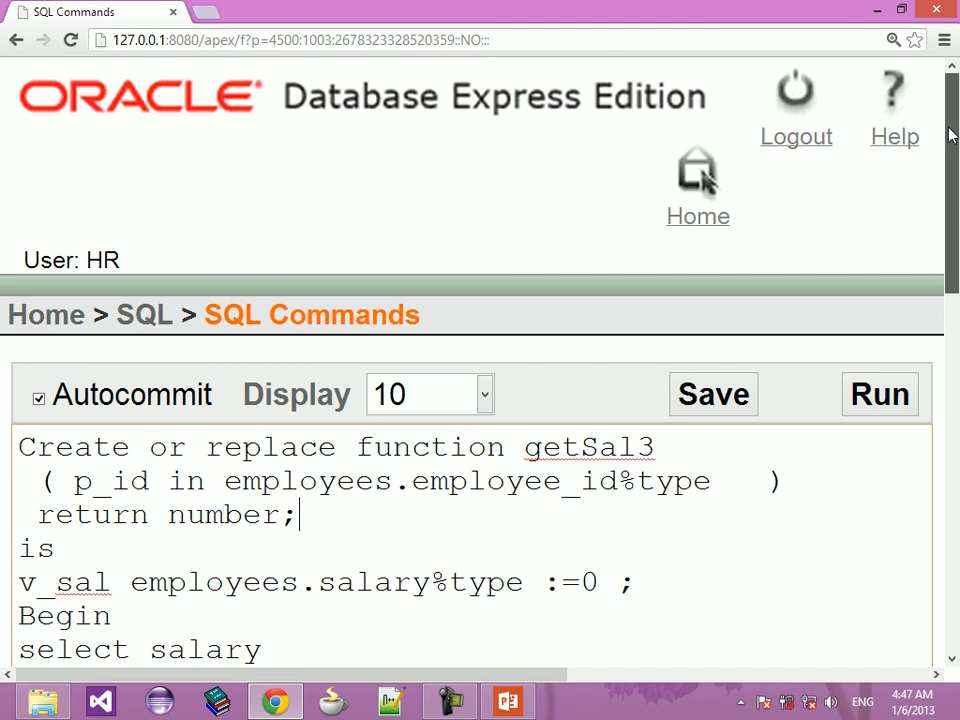 SQL Commands
127.0.0.1:8080/apex/f?p=4500:1003:2678323328520359::NO:::
ORACLE® Database Express Edition
Logout
Help
Home
User: HR
Home > SQL > SQL Commands
Autocommit Display 10 Save Run
Create or replace function getSal3
( p_id in employees.employee_id%type )
return number;
is
v_sal employees.salary%type :=0 ;
Begin
select salary
ENG
4:47 AM
1/6/2013